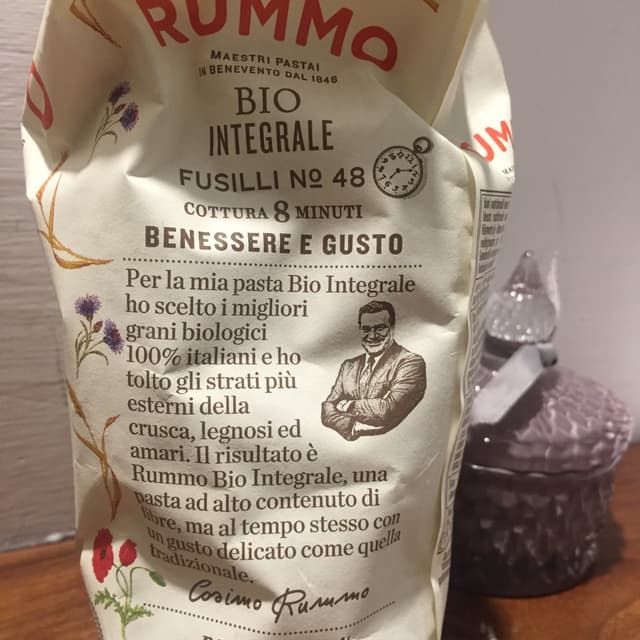 RUMMO
MAESTRI PASTAI
IN BENEVENTO DAL 1846
BIO
INTEGRALE
FUSILLI Nº 48
COTTURA 8 MINUTI
BENESSERE E GUSTO
Per la mia pasta Bio Integrale
ho scelto i migliori
grani biologici
100% italiani e ho
tolto gli strati più
esterni della
crusca, legnosi ed
amari. Il risultato è
Rummo Bio Integrale, una
pasta ad alto contenuto di
fibre, ma al tempo stesso con
un gusto delicato come quella
tradizionale.
Cosimo Rummo